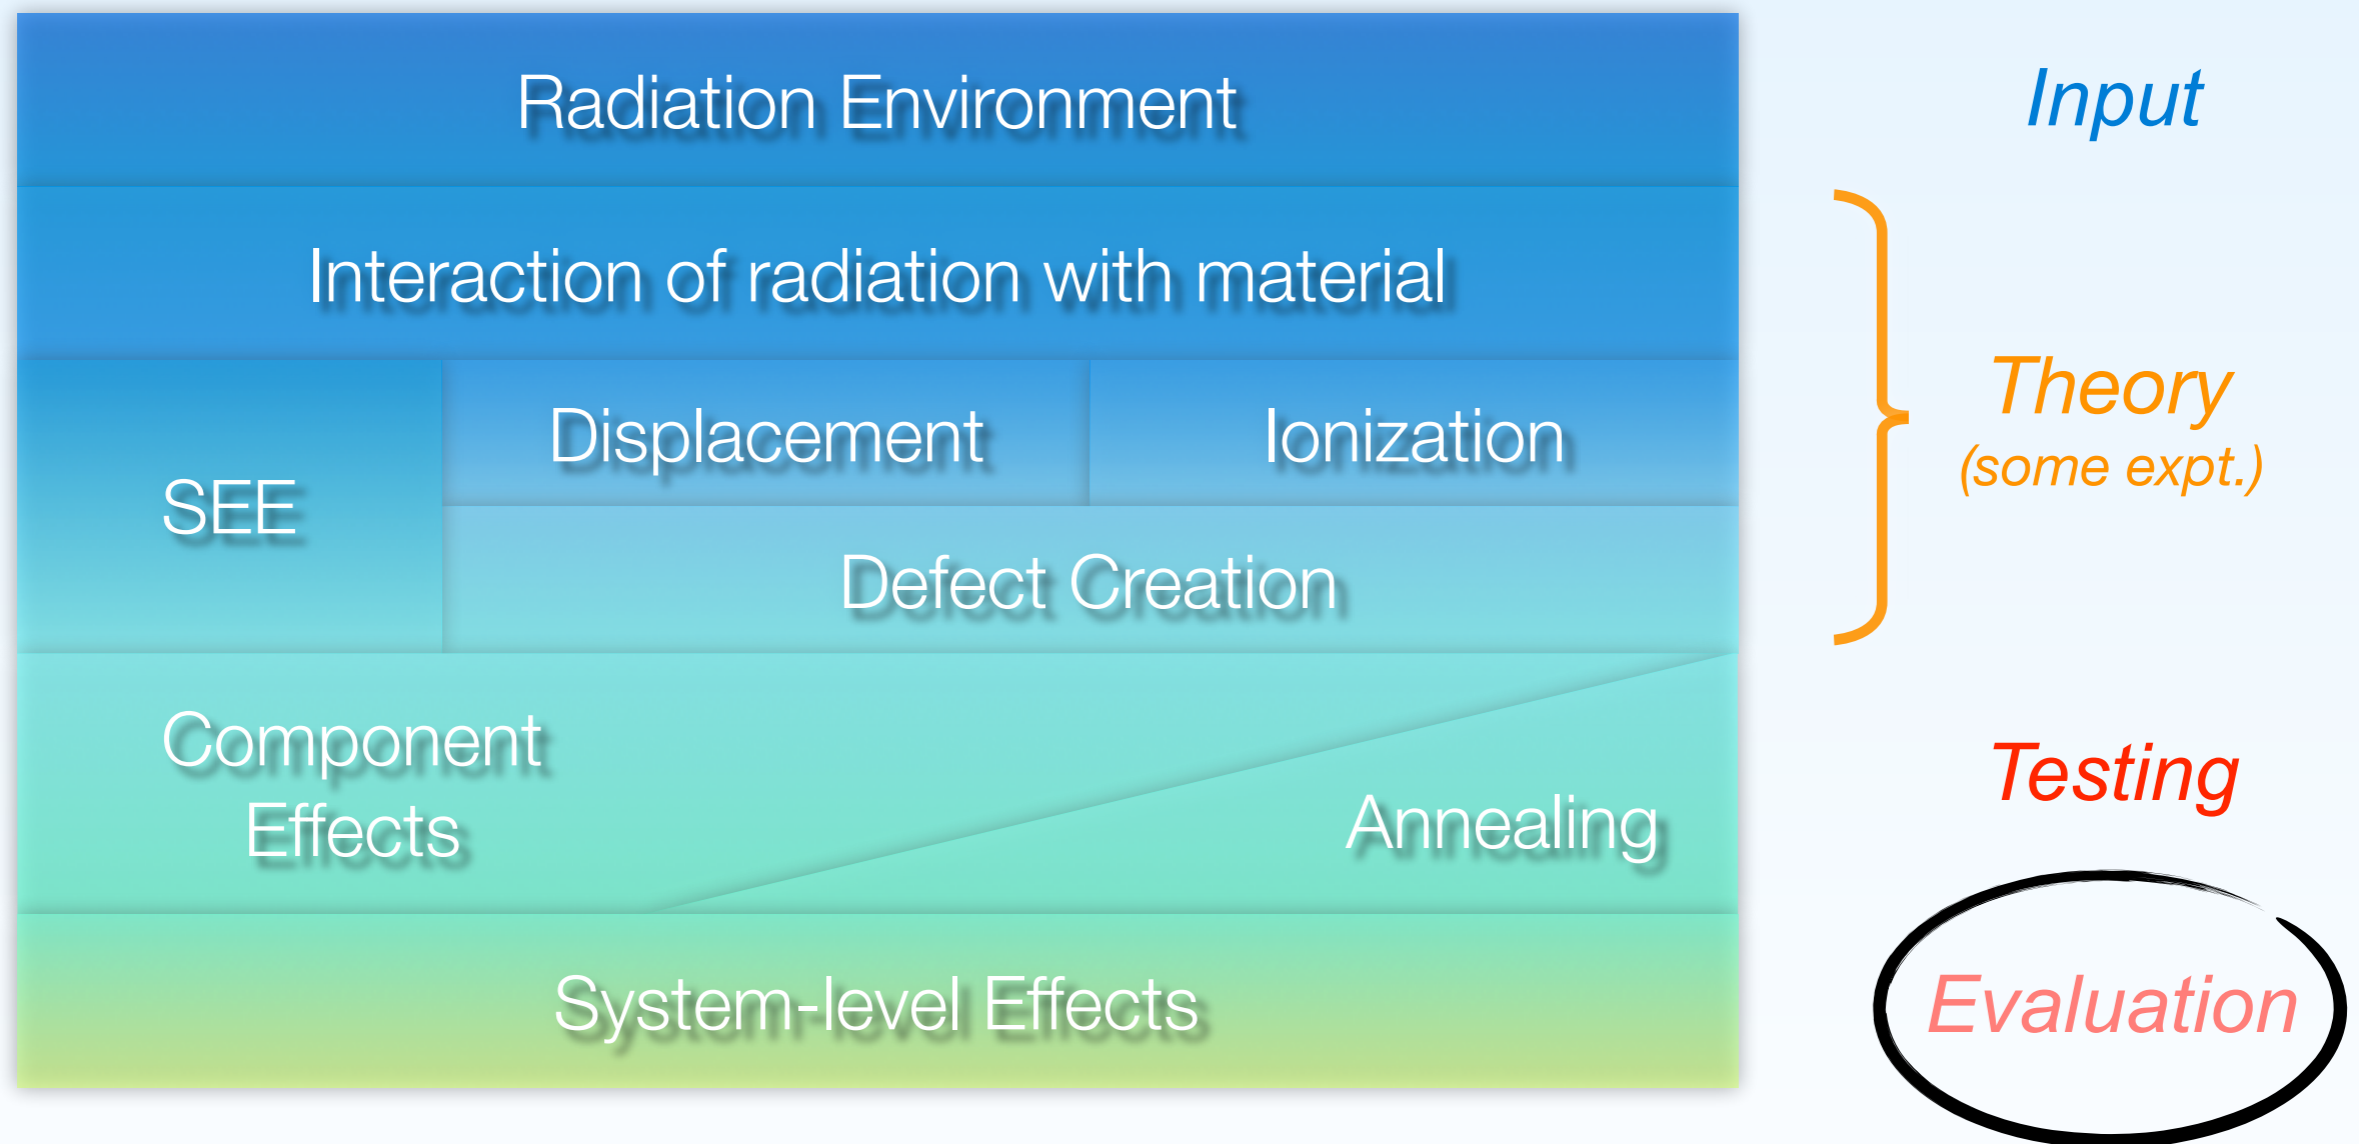 Radiation Environment
Input
Interaction of radiation with material
SEE
Displacement
Ionization
Defect Creation
Theory
(some expt.)
Component
Effects
Annealing
Testing
System-level Effects
Evaluation